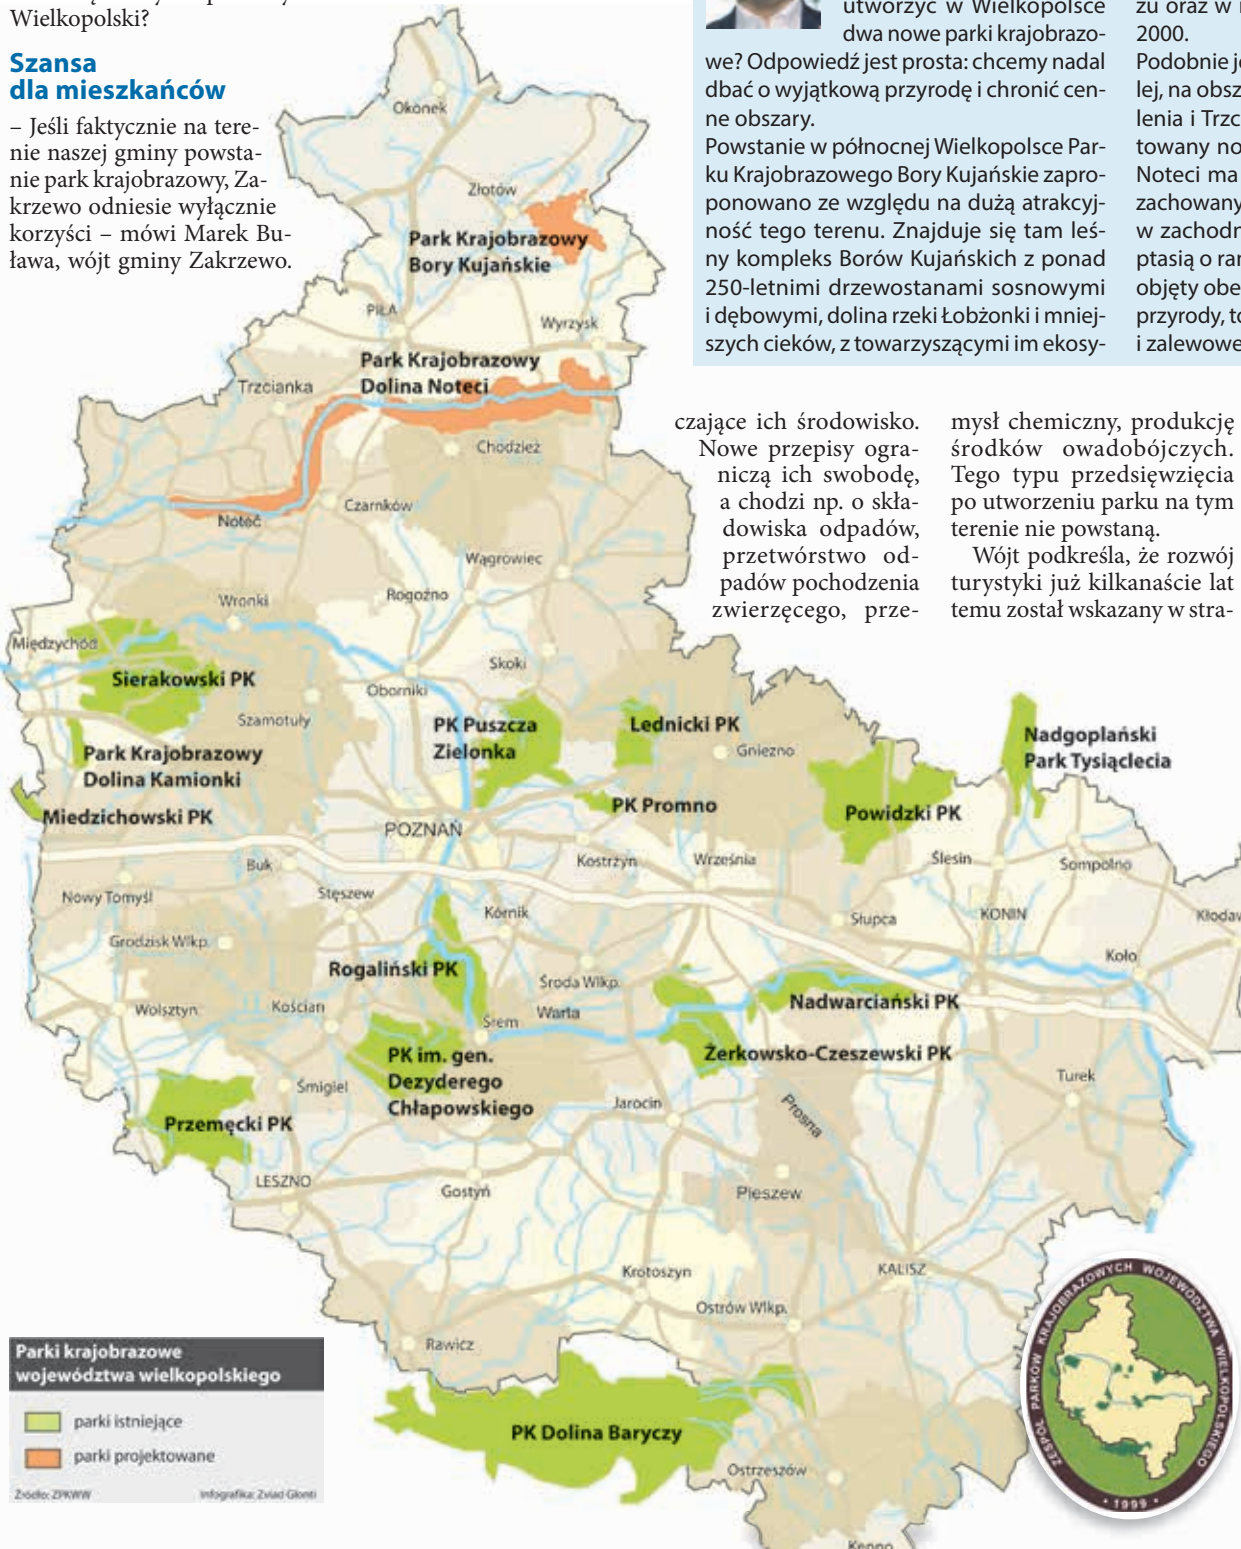 Wielkopolski?
Szansa
dla mieszkańców
– Jeśli faktycznie na tere-
nie naszej gminy powsta-
nie park krajobrazowy, Za-
krzewo odniesie wyłącznie
korzyści – mówi Marek Bu-
ława, wójt gminy Zakrzewo.
utworzyć w Wielkopolsce
dwa nowe parki krajobrazo-
we? Odpowiedź jest prosta: chcemy nadal
dbać o wyjątkową przyrodę i chronić cen-
ne obszary.
Powstanie w północnej Wielkopolsce Par-
ku Krajobrazowego Bory Kujańskie zapro-
ponowano ze względu na dużą atrakcyj-
ność tego terenu. Znajduje się tam leś-
ny kompleks Borów Kujańskich z ponad
250-letnimi drzewostanami sosnowymi
i dębowymi, dolina rzeki Łobżonki i mniej-
szych cieków, z towarzyszącymi im ekosy-
zu oraz w
2000.
Podobnie
lej, na
lenia i
towany
Noteci ma
zachowany
w
ptasią o
objęty
przyrody,
i zalewowe
czające ich środowisko.
Nowe przepisy ogra-
niczą ich swobodę,
a chodzi np. o skła-
dowiska odpadów,
przetwórstwo od-
padów pochodzenia
zwierzęcego, prze-
mysł chemiczny, produkcję
środków owadobójczych.
Tego typu przedsięwzięcia
po utworzeniu parku na tym
terenie nie powstaną.
Wójt podkreśla, że rozwój
turystyki już kilkanaście lat
temu został wskazany w stra-
Okonek
Złotów
Park Krajobrazowy
Bory Kujańskie
PIŁA
Wyrzysk
Park Krajobrazowy
Dolina Noteci
Trzcianka
Chodzież
Czarnków
Noteć
Wągrowiec
Rogoźno
Wronki
Międzychód
Skoki
Sierakowski PK
Oborniki
Szamotuły
PK Puszcza
Zielonka
Lednicki PK
Gniezno
Nadgoplański
Park Tysiąclecia
Park Krajobrazowy
Dolina Kamionki
Miedzichowski PK
PK Promno
Powidzki PK
POZNAŃ
Buk
Kostrzyn
Września
Ślesin
Sompolno
Nowy Tomyśl
Stęszew
Kórnik
Słupca
KONIN
Grodzisk Wlkp.
Koło
Rogaliński PK
Środa Wlkp.
Nadwarciański PK
Wolsztyn
Kościan
Śrem
Warta
PK im. gen.
Dezyderego
Chłapowskiego
Żerkowsko-Czeszewski PK
Turek
Śmigiel
Jarocin
Prosna
Przemęcki PK
LESZNO
Gostyń
Pleszew
Krotoszyn
KALISZ
Ostrów Wlkp.
Rawicz
PK Dolina Baryczy
Ostrzeszów
Kępno
Parki krajobrazowe
województwa wielkopolskiego
parki istniejące
parki projektowane
Źródło: ZPKWW
Infografika: Zviad Glonti
ZESPÓŁ PARKÓW KRAJOBRAZOWYCH WOJEWÓDZTWA WIELKOPOLSKIEGO
• 1999 •